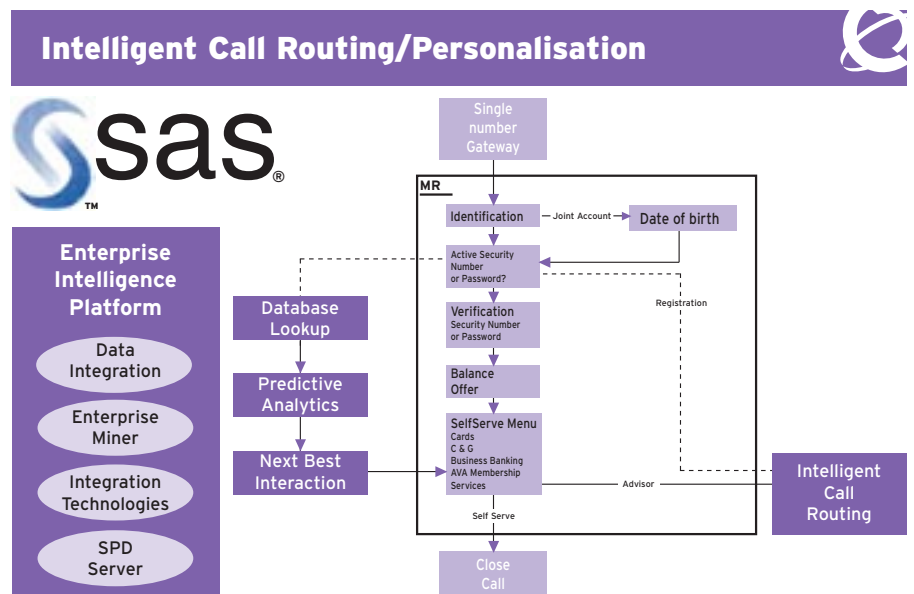 Intelligent Call Routing/Personalisation
sas®
™
Enterprise
Intelligence
Platform
Data
Integration
Enterprise
Miner
Integration
Technologies
SPD
Server
Database
Lookup
Predictive
Analytics
Next Best
Interaction
Single
number
Gateway
MR
Identification
Joint Account
Date of birth
Active Security
Number
or Password?
Registration
Verification
Security Number
or Password
Balance
Offer
SelfServe Menu
Cards
C & G
Business Banking
AVA Membership
Services
Advisor
Intelligent
Call
Routing
Self Serve
Close
Call